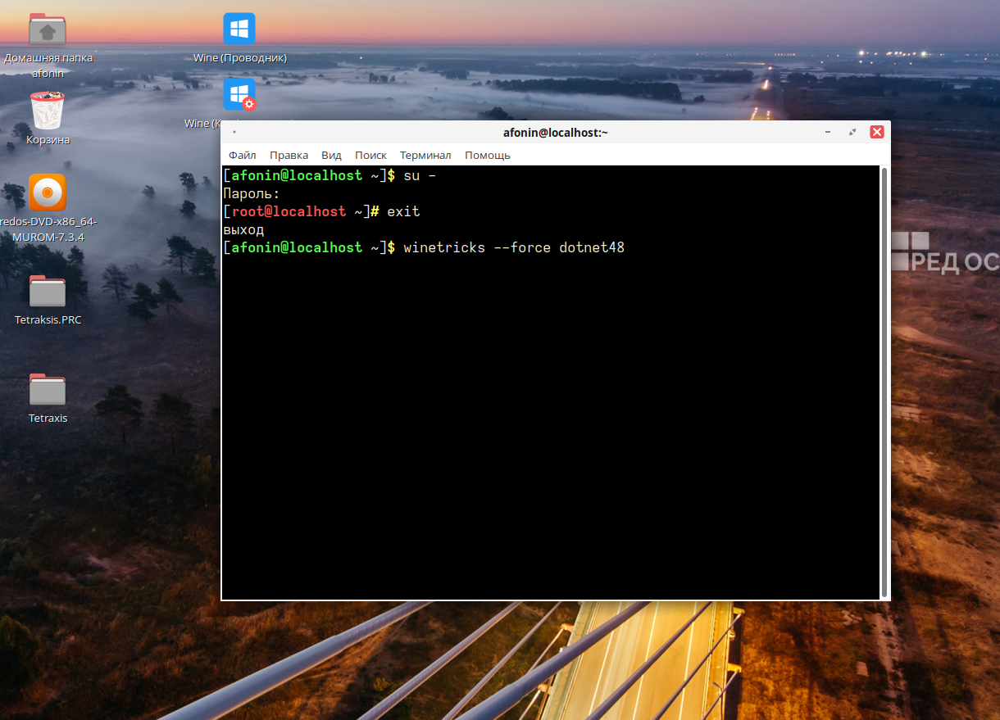 Домашняя папка
afonin
Корзина
redos-DVD-x86_64-
MUROM-7.3.4
Tetraksis.PRC
Tetraxis
Wine (Проводник)
Wine (
afonin@localhost:~
Файл Правка Вид Поиск Терминал Помощь
[afonin@localhost ~]$ su -
Пароль:
[root@localhost ~]# exit
выход
[afonin@localhost ~]$ winetricks --force dotnet48
РЕД ОС